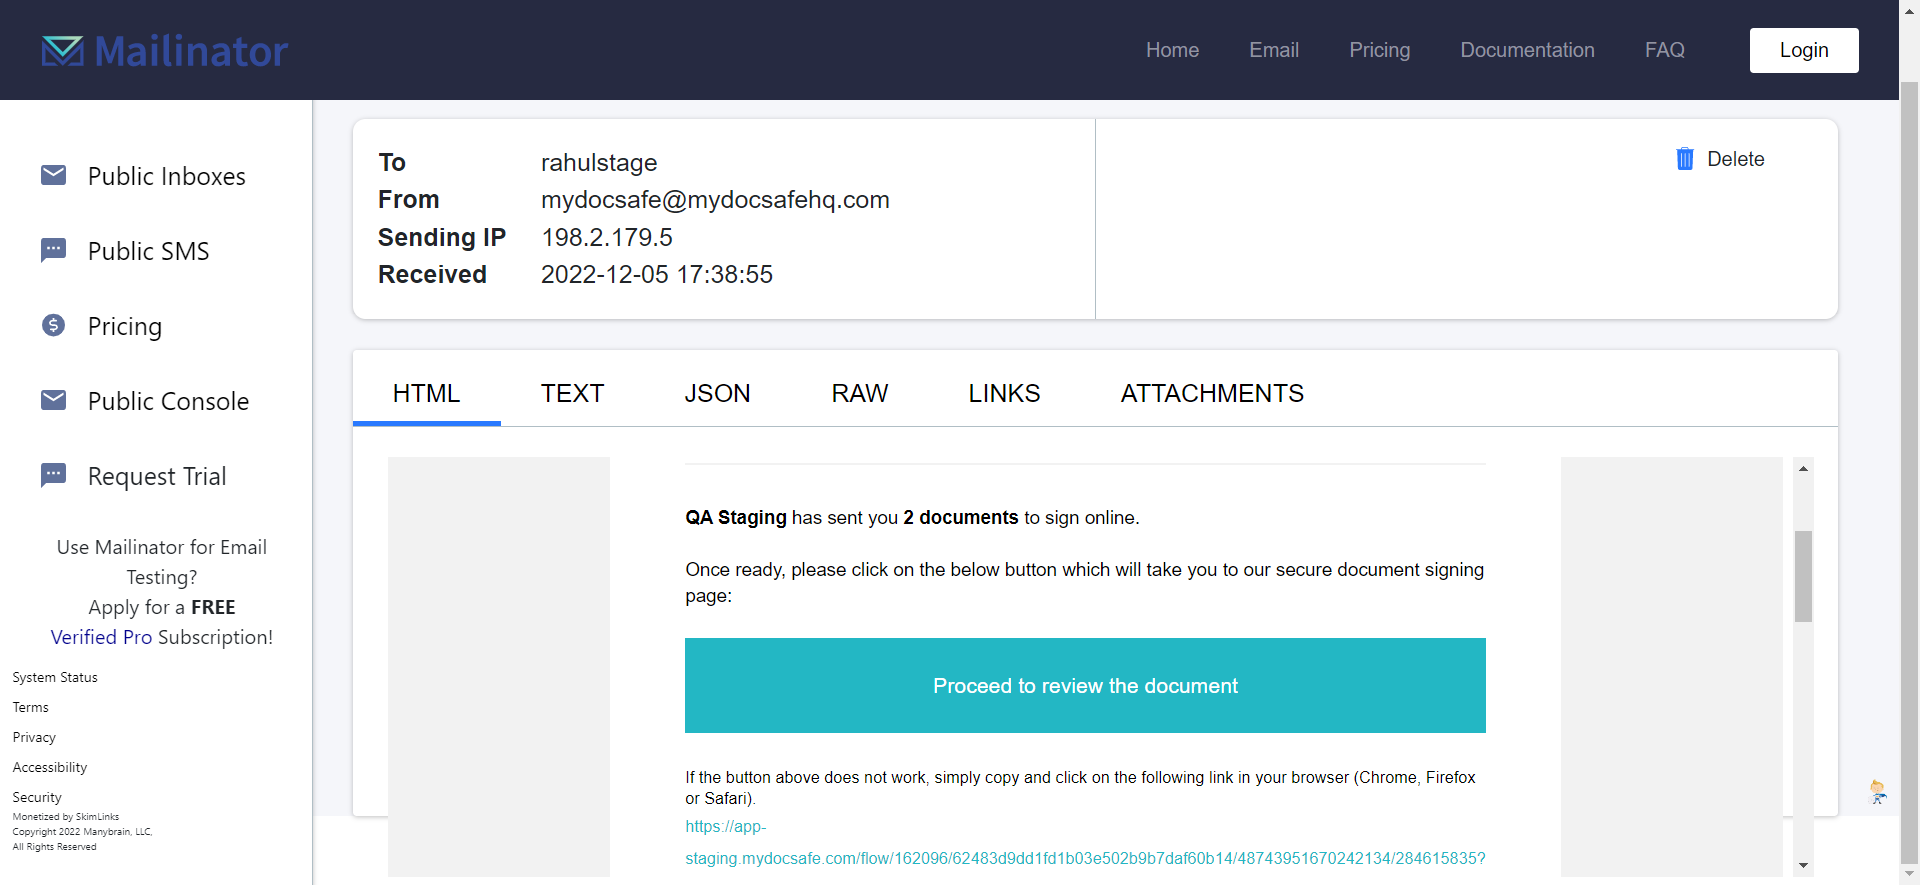 Mailinator
Home Email Pricing Documentation FAQ Login
Public Inboxes
Public SMS
Pricing
Public Console
Request Trial
Use Mailinator for Email
Testing?
Apply for a FREE
Verified Pro Subscription!
System Status
Terms
Privacy
Accessibility
Security
Monetized by SkimLinks
Copyright 2022 Manybrain, LLC,
All Rights Reserved
To rahulstage
From mydocsafe@mydocsafehq.com
Sending IP 198.2.179.5
Received 2022-12-05 17:38:55
Delete
HTML TEXT JSON RAW LINKS ATTACHMENTS
QA Staging has sent you 2 documents to sign online.
Once ready, please click on the below button which will take you to our secure document signing
page:
Proceed to review the document
If the button above does not work, simply copy and click on the following link in your browser (Chrome, Firefox
or Safari).
https://app-
staging.mydocsafe.com/flow/162096/62483d9dd1fd1b03e502b9b7daf60b14/48743951670242134/284615835?